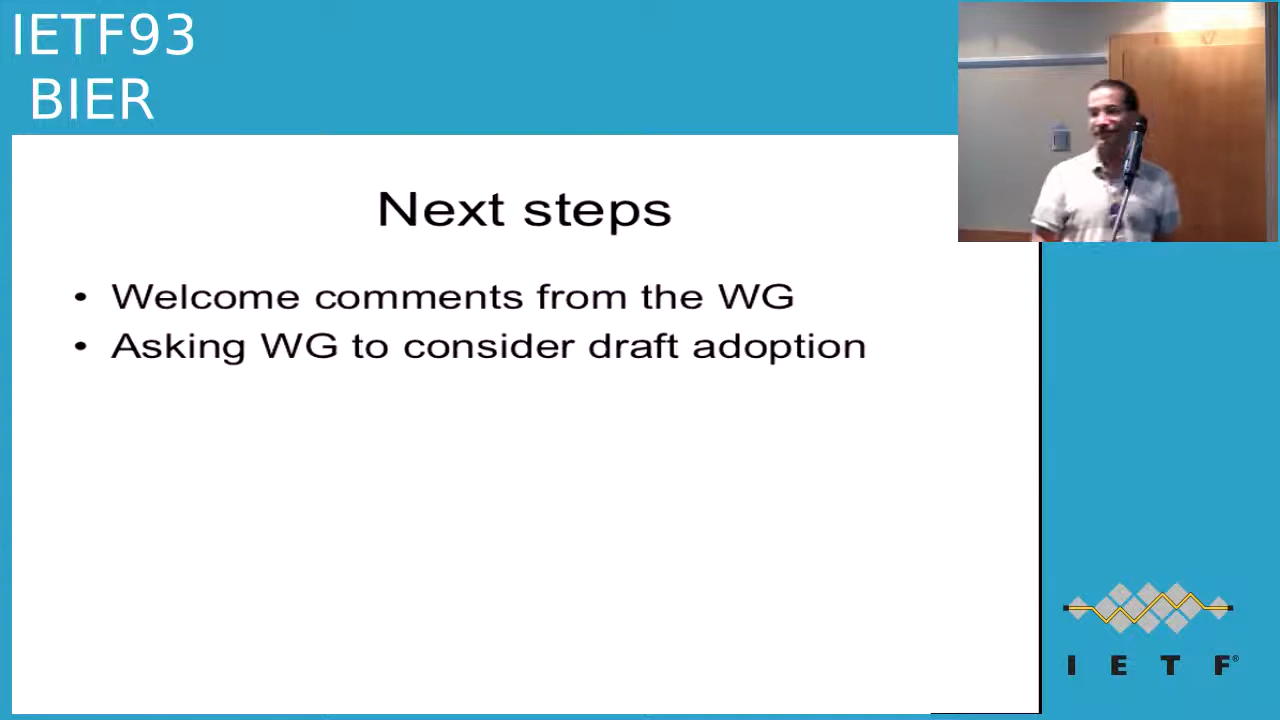 IETF93
BIER
Next steps
• Welcome comments from the WG
• Asking WG to consider draft adoption
I E T F®